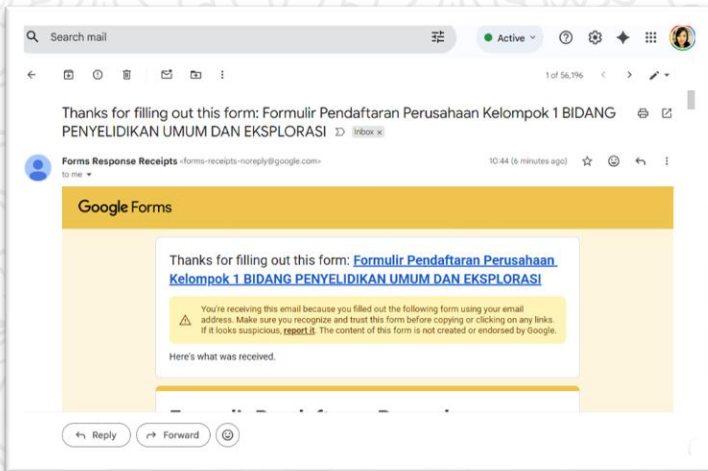 Search mail
Active
1 of 56,196
Thanks for filling out this form: Formulir Pendaftaran Perusahaan Kelompok 1 BIDANG
PENYELIDIKAN UMUM DAN EKSPLORASI
Inbox x
Forms Response Receipts <forms-receipts-noreply@google.com>
10:44 (6 minutes ago)
to me
Google Forms
Thanks for filling out this form: Formulir Pendaftaran Perusahaan
Kelompok 1 BIDANG PENYELIDIKAN UMUM DAN EKSPLORASI
You're receiving this email because you filled out the following form using your email
address. Make sure you recognize and trust this form before copying or clicking on any links.
If it looks suspicious, report it. The content of this form is not created or endorsed by Google.
Here's what was received.
Reply
Forward